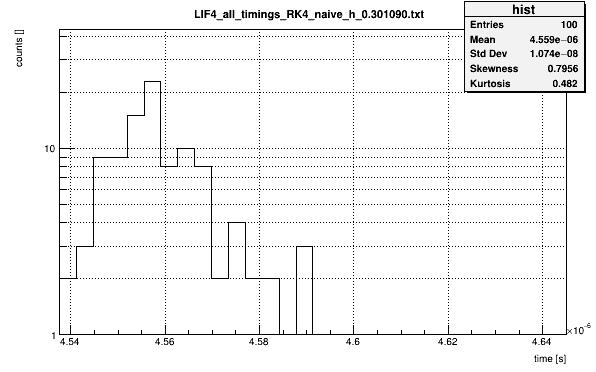 LIF4_all_timings_RK4_naive_h_0.301090.txt
hist
Entries 100
Mean 4.559e−06
Std Dev 1.074e−08
Skewness 0.7956
Kurtosis 0.482
counts []
10
1
4.54 4.56 4.58 4.6 4.62 4.64
×10−6
time [s]